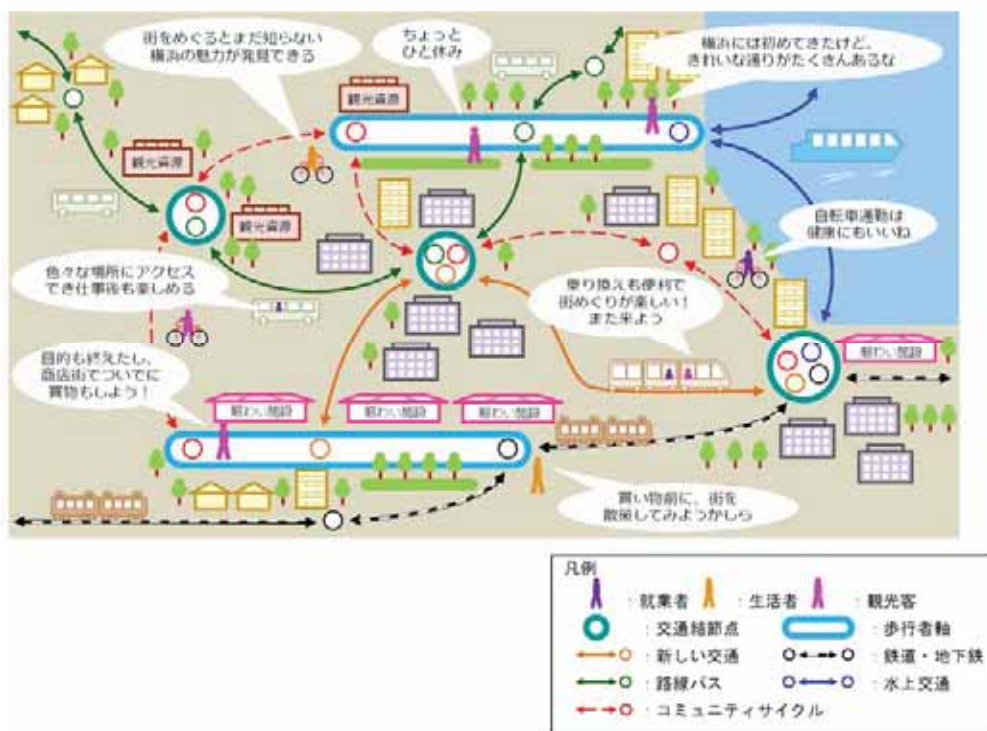 街をめぐるとまだ知らない
横浜の魅力が発見できる
ちょっと
ひと休み
横浜には初めてきたけど、
きれいな通りがたくさんあるな
観光資源
観光資源
観光資源
自転車通勤は
健康にもいいね
色々な場所にアクセス
でき仕事後も楽しめる
乗り換えも便利で
街めぐりが楽しい！
また来よう
目的も終えたし、
商店街でついでに
買物もしよう！
賑わい施設
賑わい施設
賑わい施設
賑わい施設
買い物前に、街を
散策してみようかしら
凡例
：就業者 ：生活者 ：観光客
：交通結節点 ：歩行者軸
：新しい交通 ：鉄道・地下鉄
：路線バス ：水上交通
：コミュニティサイクル